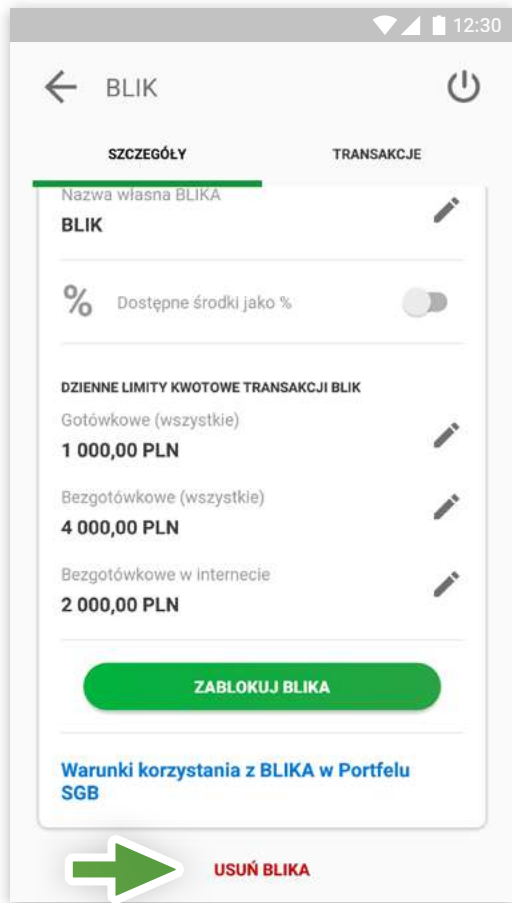 12:30
BLIK
SZCZEGÓŁY TRANSAKCJE
Nazwa własna BLIKA
BLIK
% Dostępne środki jako %
DZIENNE LIMITY KWOTOWE TRANSAKCJI BLIK
Gotówkowe (wszystkie)
1 000,00 PLN
Bezgotówkowe (wszystkie)
4 000,00 PLN
Bezgotówkowe w internecie
2 000,00 PLN
ZABLOKUJ BLIKA
Warunki korzystania z BLIKA w Portfelu
SGB
USUŃ BLIKA